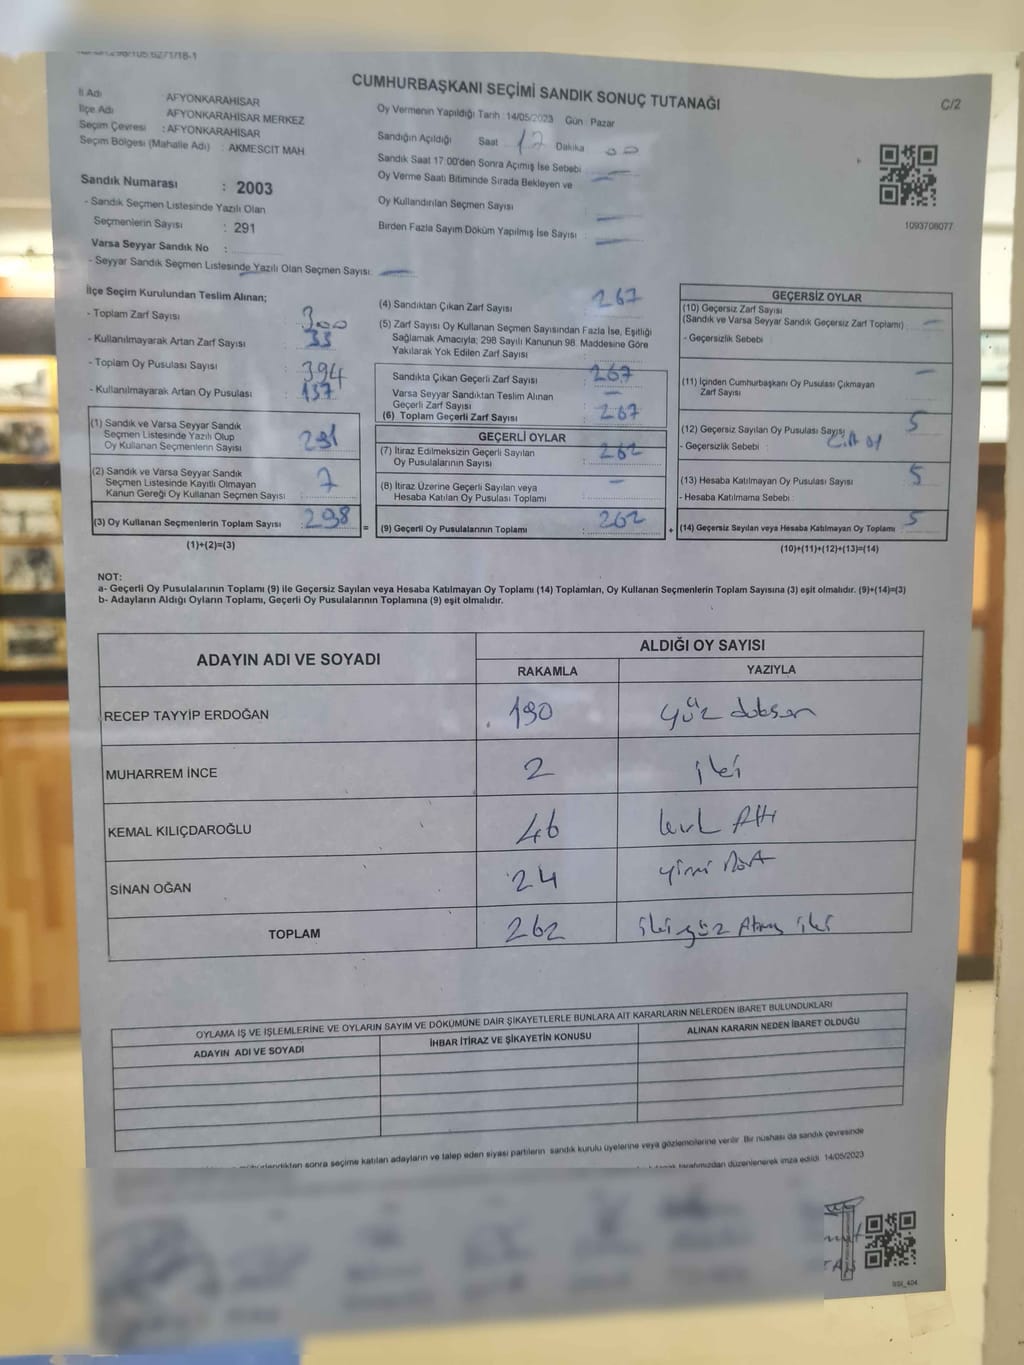 CUMHURBAŞKANI SEÇİMİ SANDIK SONUÇ TUTANAĞI
C/2
İl Adı : AFYONKARAHİSAR
İlçe Adı : AFYONKARAHİSAR MERKEZ
Seçim Çevresi : AFYONKARAHİSAR
Seçim Bölgesi (Mahalle Adı) : AKMESCİT MAH.
Sandık Numarası : 2003
- Sandık Seçmen Listesinde Yazılı Olan
Seçmenlerin Sayısı : 291
Varsa Seyyar Sandık No :
- Seyyar Sandık Seçmen Listesinde Yazılı Olan Seçmen Sayısı: —
Oy Vermenin Yapıldığı Tarih :14/05/2023 Gün : Pazar
Sandığın Açıldığı Saat 17 Dakika 00
Sandık Saat 17:00'den Sonra Açımış İse Sebebi —
Oy Verme Saati Bitiminde Sırada Bekleyen ve —
Oy Kullandırılan Seçmen Sayısı —
Birden Fazla Sayım Döküm Yapılmış İse Sayısı : —
1093708077
İlçe Seçim Kurulundan Teslim Alınan;
- Toplam Zarf Sayısı : 300
- Kullanılmayarak Artan Zarf Sayısı : 33
- Toplam Oy Pusulası Sayısı : 394
- Kullanılmayarak Artan Oy Pusulası : 137
(1) Sandık ve Varsa Seyyar Sandık
Seçmen Listesinde Yazılı Olup
Oy Kullanan Seçmenlerin Sayısı : 291
(2) Sandık ve Varsa Seyyar Sandık
Seçmen Listesinde Kayıtlı Olmayan
Kanun Gereği Oy Kullanan Seçmen Sayısı : 7
(3) Oy Kullanan Seçmenlerin Toplam Sayısı : 298 =
(1)+(2)=(3)
(4) Sandıktan Çıkan Zarf Sayısı 267
(5) Zarf Sayısı Oy Kullanan Seçmen Sayısından Fazla İse, Eşitliği
Sağlamak Amacıyla; 298 Sayılı Kanunun 98. Maddesine Göre
Yakılarak Yok Edilen Zarf Sayısı :
Sandıkta Çıkan Geçerli Zarf Sayısı : 267
Varsa Seyyar Sandıktan Teslim Alınan
Geçerli Zarf Sayısı : —
(6) Toplam Geçerli Zarf Sayısı : 267
GEÇERLİ OYLAR
(7) İtiraz Edilmeksizin Geçerli Sayılan
Oy Pusulalarının Sayısı : 262
(8) İtiraz Üzerine Geçerli Sayılan veya
Hesaba Katılan Oy Pusulası Toplamı : —
(9) Geçerli Oy Pusulalarının Toplamı : 262 +
GEÇERSİZ OYLAR
(10) Geçersiz Zarf Sayısı
(Sandık ve Varsa Seyyar Sandık Geçersiz Zarf Toplamı) : —
- Geçersizlik Sebebi :
(11) İçinden Cumhurbaşkanı Oy Pusulası Çıkmayan
Zarf Sayısı : —
(12) Geçersiz Sayılan Oy Pusulası Sayısı 5
- Geçersizlik Sebebi :
(13) Hesaba Katılmayan Oy Pusulası Sayısı : 5
- Hesaba Katılmama Sebebi :
(14) Geçersiz Sayılan veya Hesaba Katılmayan Oy Toplamı : 5
(10)+(11)+(12)+(13)=(14)
NOT:
a- Geçerli Oy Pusulalarının Toplamı (9) ile Geçersiz Sayılan veya Hesaba Katılmayan Oy Toplamı (14) Toplamları, Oy Kullanan Seçmenlerin Toplam Sayısına (3) eşit olmalıdır. (9)+(14)=(3)
b- Adayların Aldığı Oyların Toplamı, Geçerli Oy Pusulalarının Toplamına (9) eşit olmalıdır.
ADAYIN ADI VE SOYADI
ALDIĞI OY SAYISI
RAKAMLA YAZIYLA
RECEP TAYYİP ERDOĞAN 190 yüz doksan
MUHARREM İNCE 2 iki
KEMAL KILIÇDAROĞLU 46 kırk Altı
SİNAN OĞAN 24 yirmi Dört
TOPLAM 262 iki yüz Atmış iki
OYLAMA İŞ VE İŞLEMLERİNE VE OYLARIN SAYIM VE DÖKÜMÜNE DAİR ŞİKAYETLERLE BUNLARA AİT KARARLARIN NELERDEN İBARET BULUNDUKLARI
ADAYIN ADI VE SOYADI İHBAR İTİRAZ VE ŞİKAYETİN KONUSU ALINAN KARARIN NEDEN İBARET OLDUĞU
sonra seçime katılan adayların ve talep eden siyasi partilerin sandık kurulu üyelerine veya gözlemcilerine verilir. Bir nüshası da sandık çevresinde
tarafımızdan düzenlenerek imza edildi. 14/05/2023